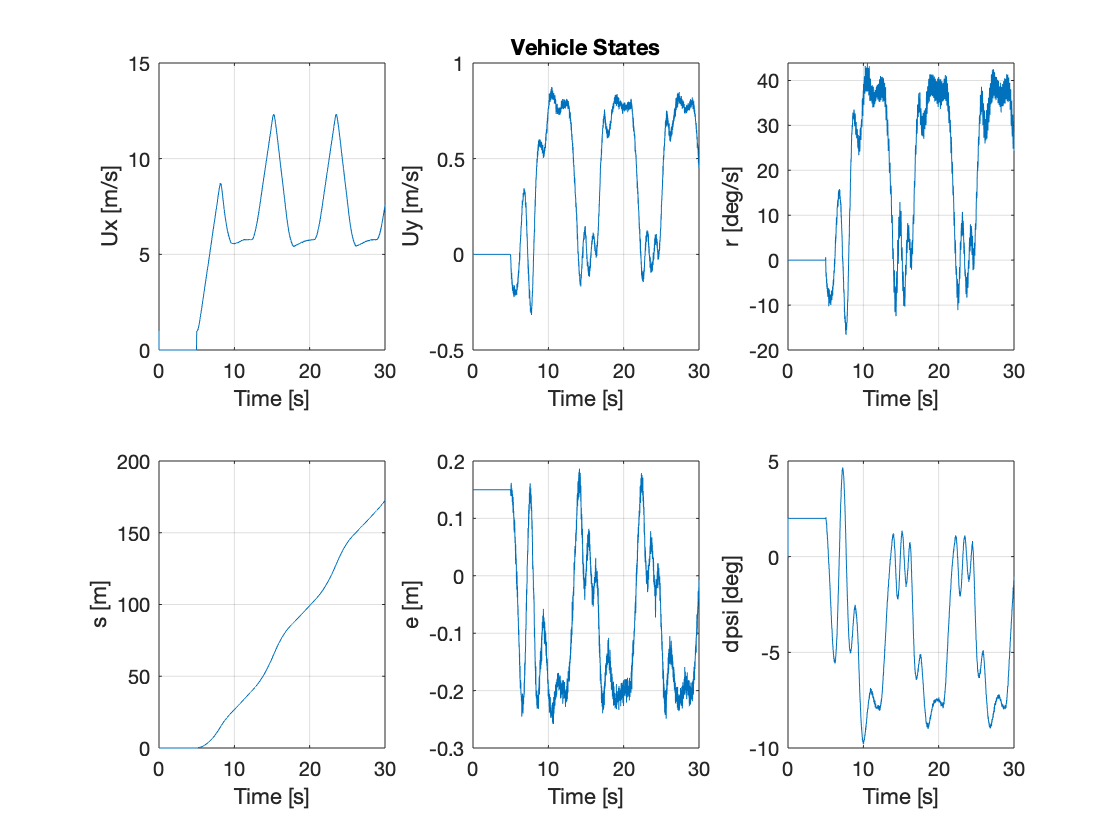 Vehicle States
15
10
5
0
Ux [m/s]
0 10 20 30
Time [s]
1
0.5
0
-0.5
Uy [m/s]
0 10 20 30
Time [s]
40
30
20
10
0
-10
-20
r [deg/s]
0 10 20 30
Time [s]
200
150
100
50
0
s [m]
0 10 20 30
Time [s]
0.2
0.1
0
-0.1
-0.2
-0.3
e [m]
0 10 20 30
Time [s]
5
0
-5
-10
dpsi [deg]
0 10 20 30
Time [s]